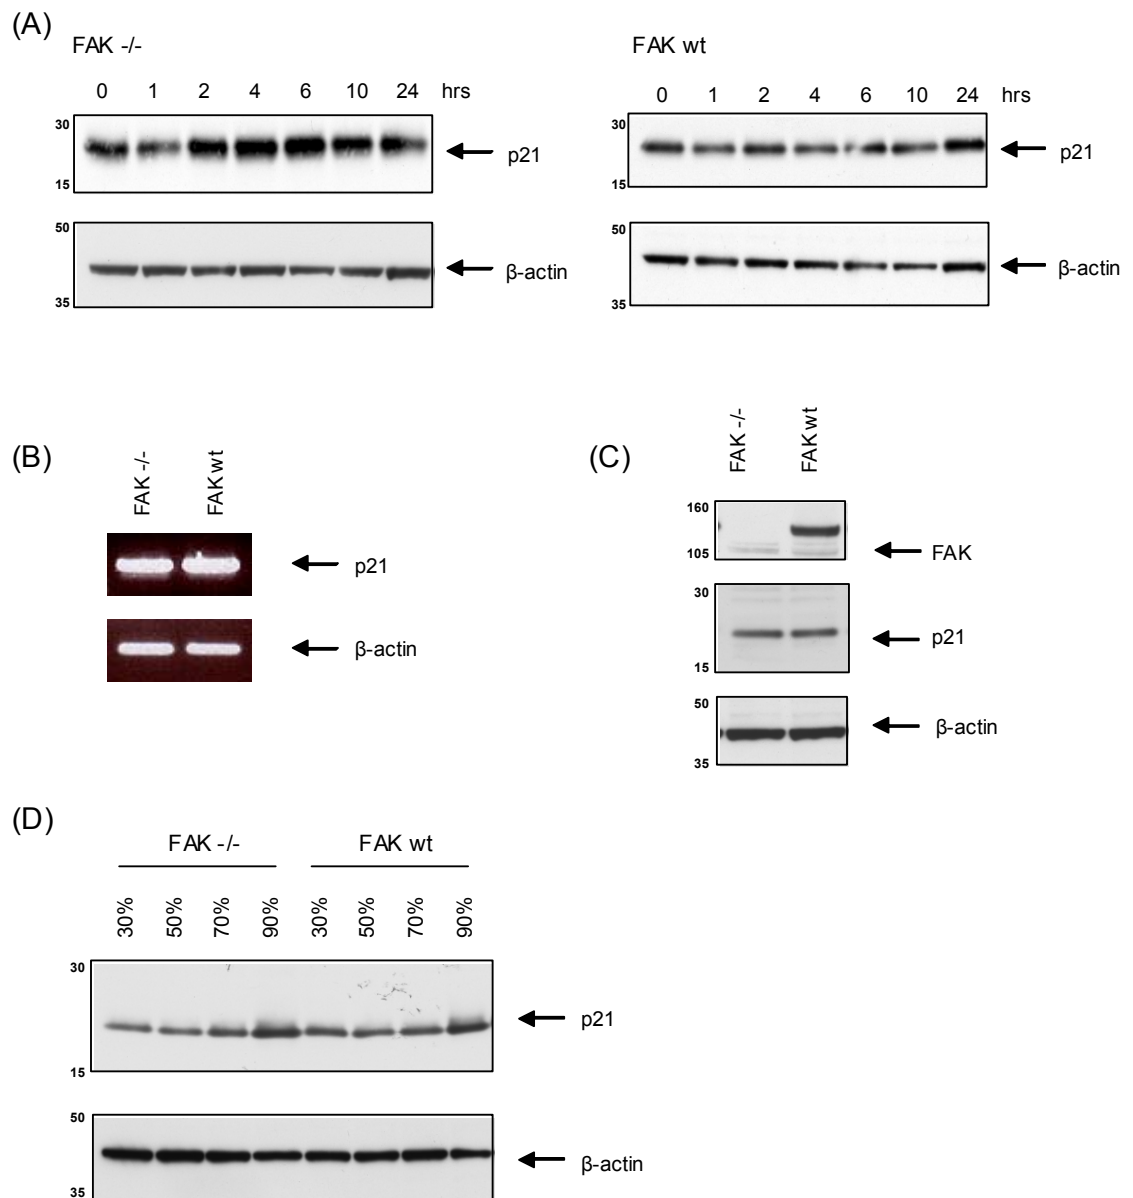 (A)
FAK -/-
FAK wt
0 1 2 4 6 10 24 hrs
0 1 2 4 6 10 24 hrs
30
p21
15
30
p21
15
50
β-actin
35
50
β-actin
35
(B)
FAK -/-
FAK wt
p21
β-actin
(C)
FAK -/-
FAK wt
160
105
FAK
30
p21
15
50
β-actin
35
(D)
FAK -/- FAK wt
30% 50% 70% 90% 30% 50% 70% 90%
30
p21
15
50
β-actin
35